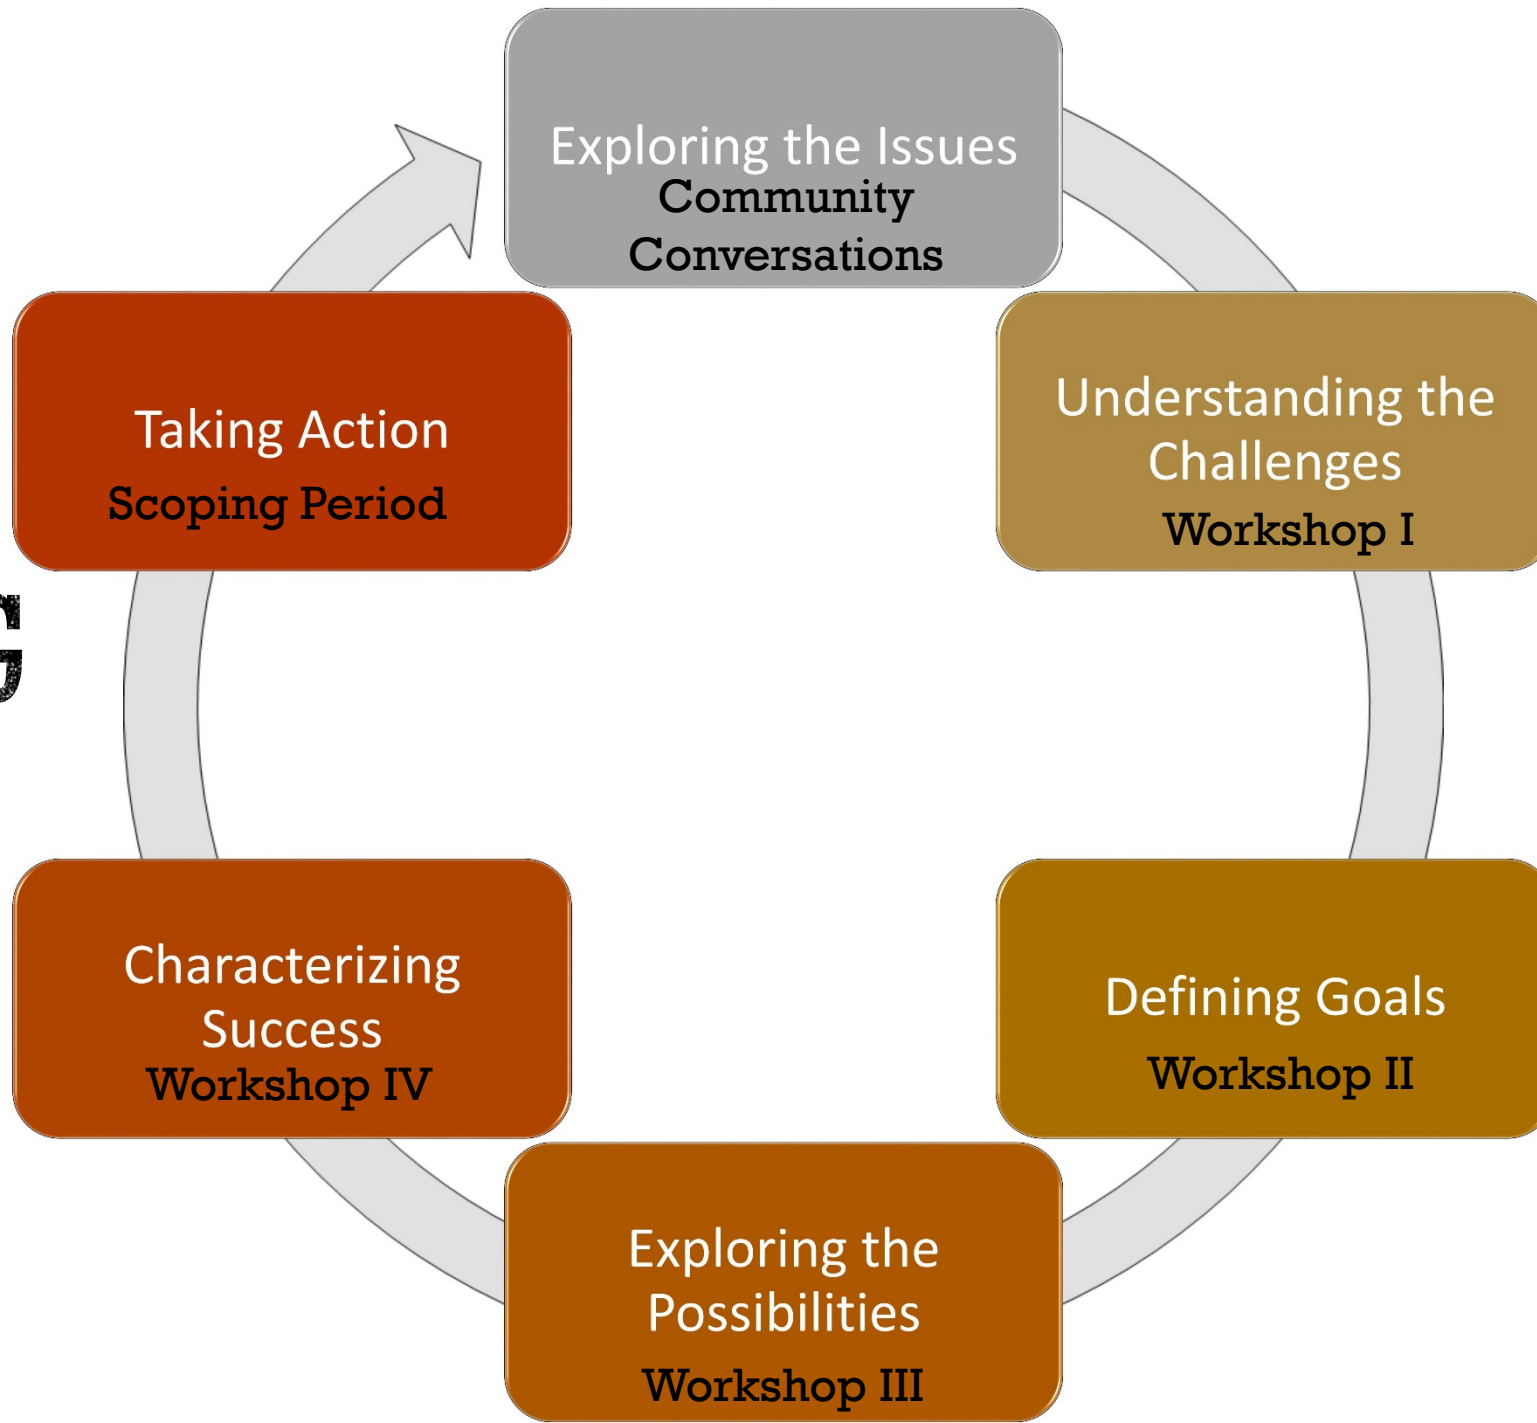 Exploring the Issues
Community
Conversations
Understanding the
Challenges
Workshop I
Defining Goals
Workshop II
Exploring the
Possibilities
Workshop III
Characterizing
Success
Workshop IV
Taking Action
Scoping Period